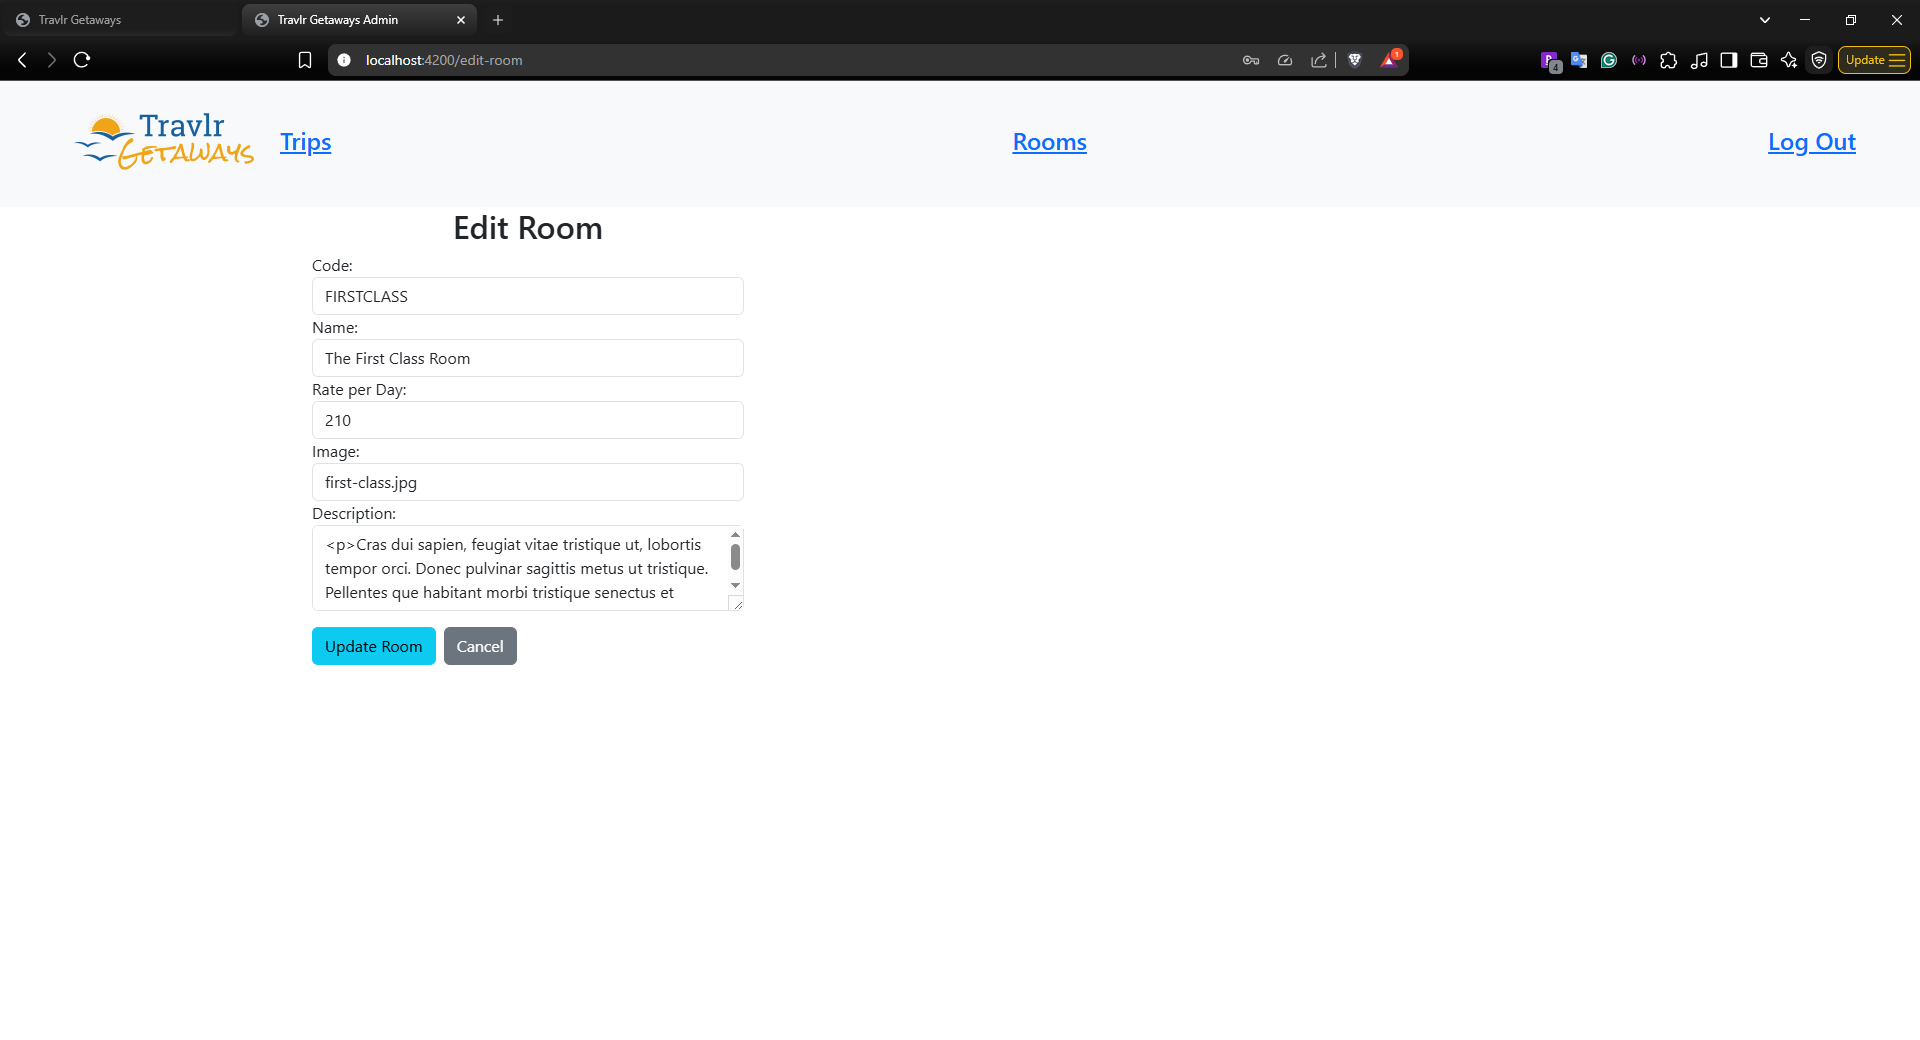 Travlr Getaways
Travlr Getaways Admin
localhost:4200/edit-room
1
4
Update
Travlr
GETAWAYS
Trips
Rooms
Log Out
Edit Room
Code:
FIRSTCLASS
Name:
The First Class Room
Rate per Day:
210
Image:
first-class.jpg
Description:
<p>Cras dui sapien, feugiat vitae tristique ut, lobortis
tempor orci. Donec pulvinar sagittis metus ut tristique.
Pellentes que habitant morbi tristique senectus et
Update Room
Cancel